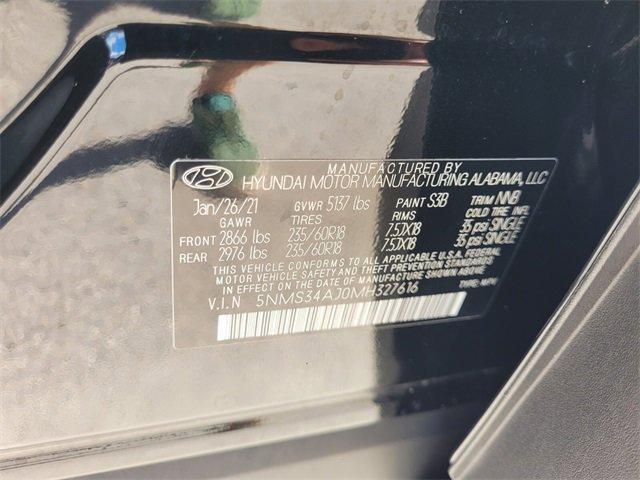 MANUFACTURED BY
HYUNDAI MOTOR MANUFACTURING ALABAMA, LLC
Jan/26/21 GVWR 5137 lbs PAINT S3B TRIM NNB
GAWR TIRES RIMS COLD TIRE INFL
FRONT 2866 lbs 235/60R18 7.5JX18 35 psi SINGLE
REAR 2976 lbs 235/60R18 7.5JX18 35 psi SINGLE
THIS VEHICLE CONFORMS TO ALL APPLICABLE U.S.A. FEDERAL
MOTOR VEHICLE SAFETY AND THEFT PREVENTION STANDARDS
IN EFFECT ON THE DATE OF MANUFACTURE SHOWN ABOVE
V.I.N 5NMS34AJ0MH327616 TYPE: MPV